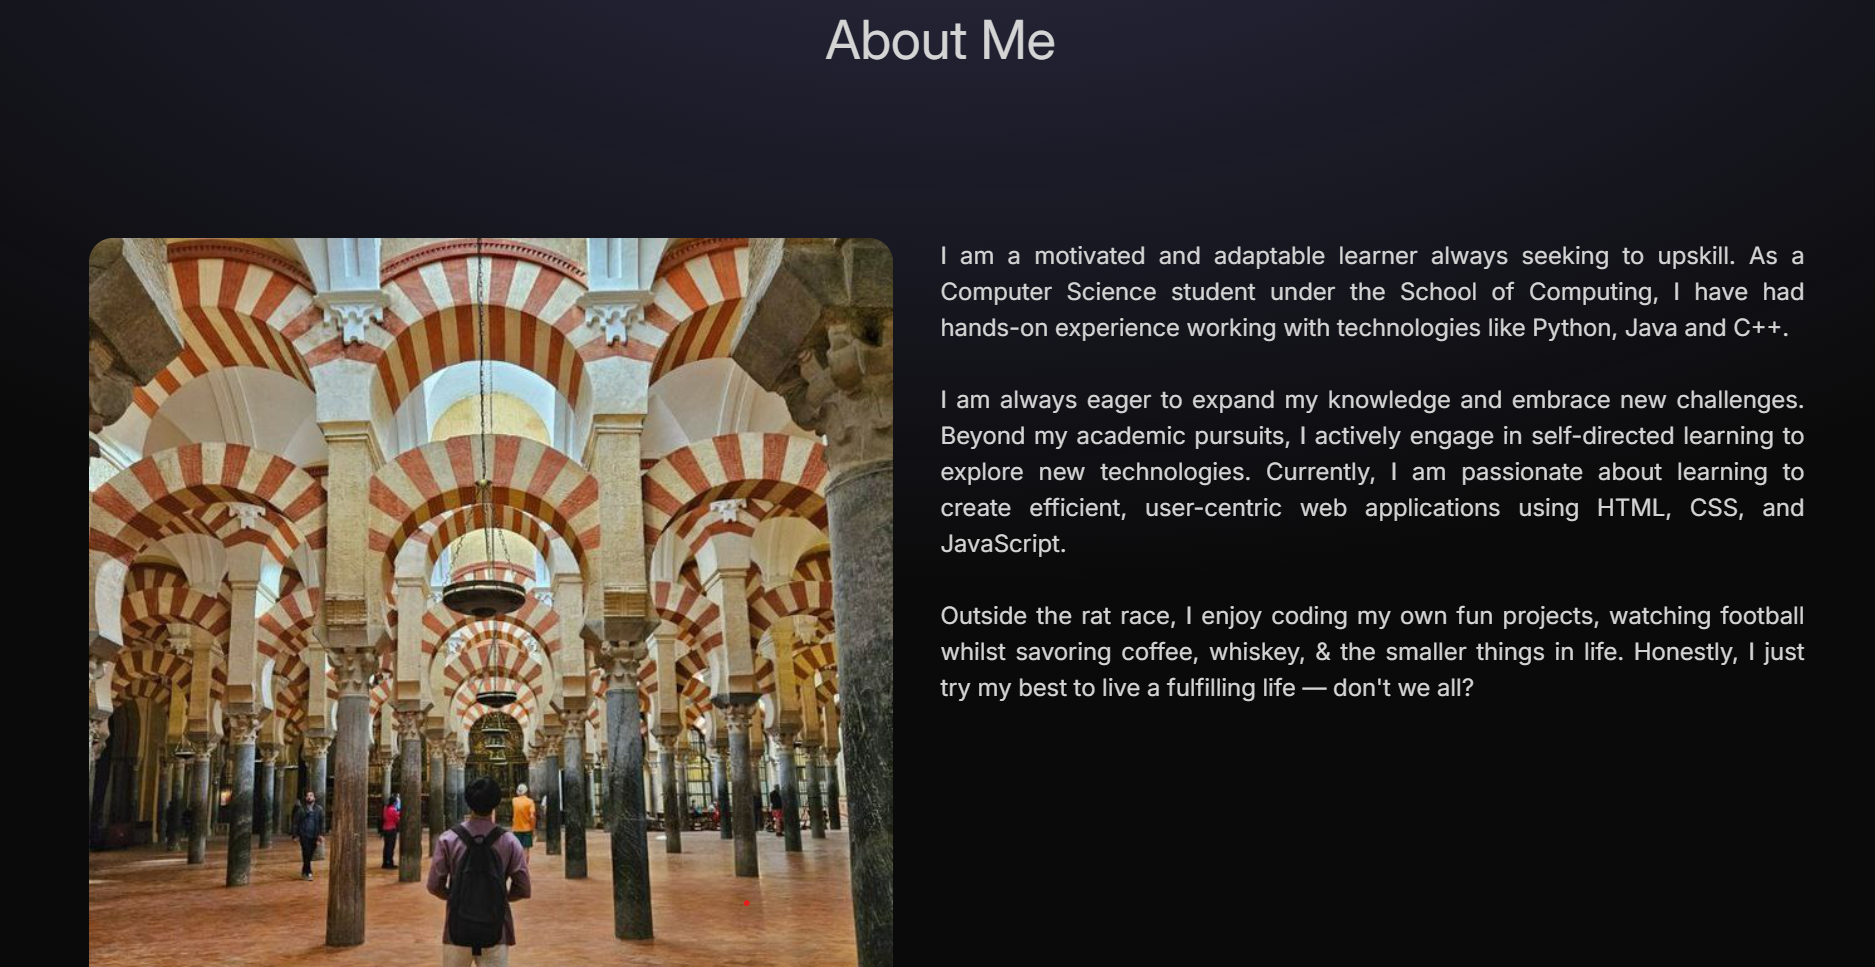 About Me
I am a motivated and adaptable learner always seeking to upskill. As a
Computer Science student under the School of Computing, I have had
hands-on experience working with technologies like Python, Java and C++.
I am always eager to expand my knowledge and embrace new challenges.
Beyond my academic pursuits, I actively engage in self-directed learning to
explore new technologies. Currently, I am passionate about learning to
create efficient, user-centric web applications using HTML, CSS, and
JavaScript.
Outside the rat race, I enjoy coding my own fun projects, watching football
whilst savoring coffee, whiskey, & the smaller things in life. Honestly, I just
try my best to live a fulfilling life — don't we all?